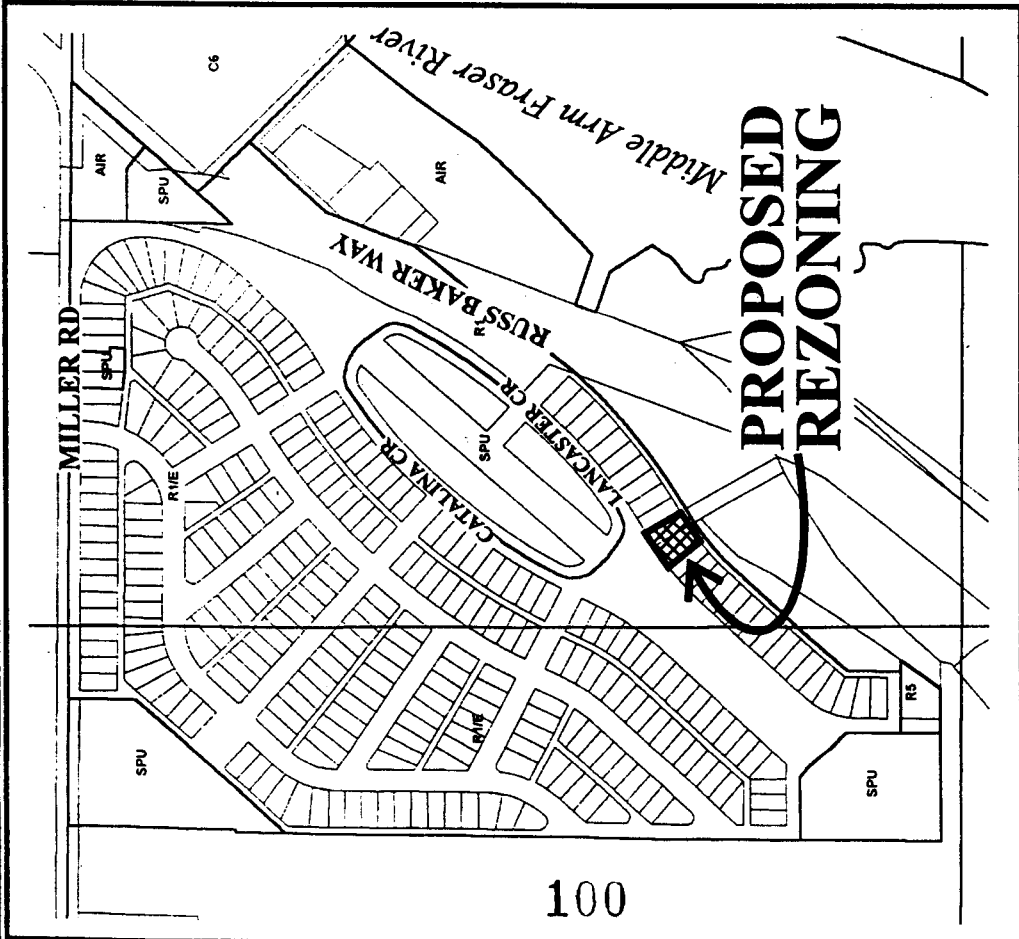 C6
Middle Arm Fraser River
AIR
SPU
AIR
MILLER RD
SPU
RUSS BAKER WAY
R1
PROPOSED
REZONING
R1/E
CATALINA CR
SPU
LANCASTER CR
SPU
R1/E
R5
SPU
100